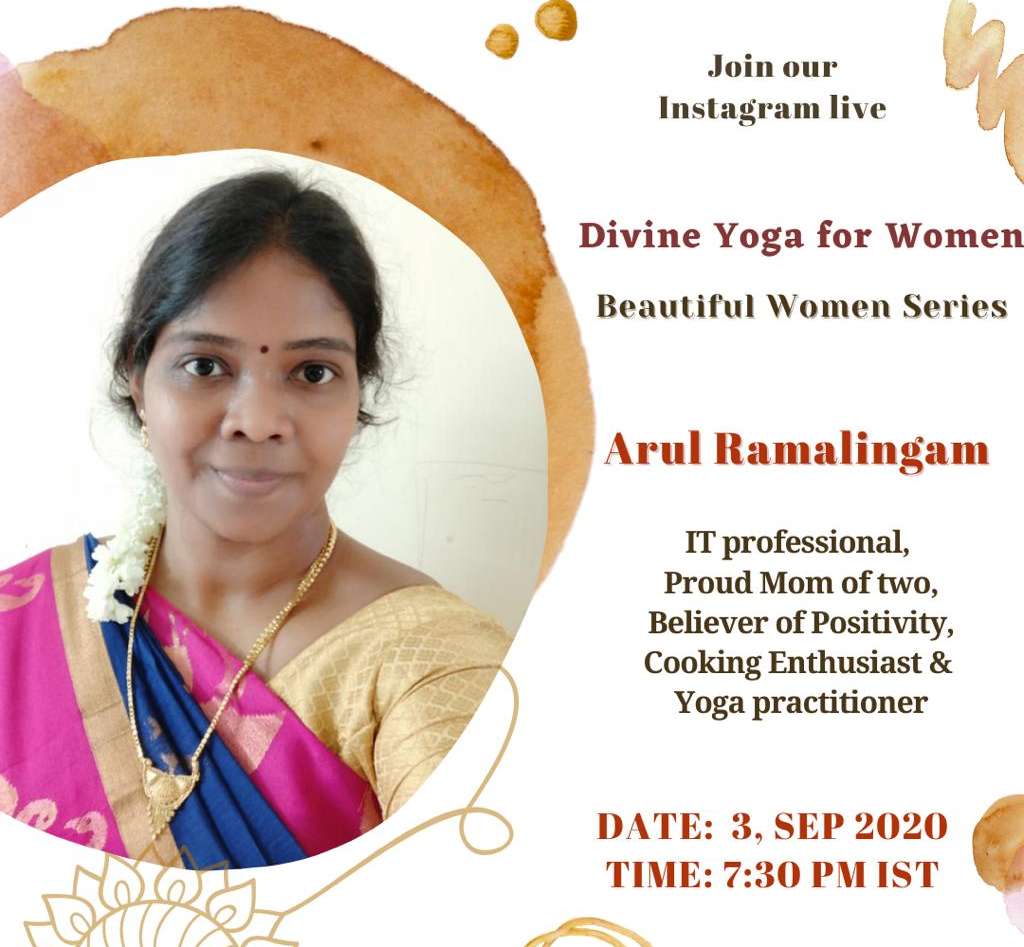 Join our
Instagram live
Divine Yoga for Women
Beautiful Women Series
Arul Ramalingam
IT professional,
Proud Mom of two,
Believer of Positivity,
Cooking Enthusiast &
Yoga practitioner
DATE: 3, SEP 2020
TIME: 7:30 PM IST